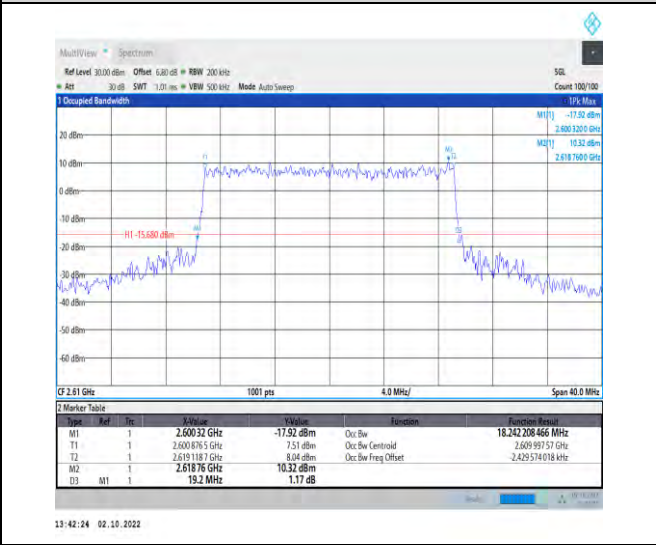 MultiView Spectrum
Ref Level 30.00 dBm Offset 6.80 dB RBW 200 kHz SGL
Att 30 dB SWT 1.01 ms VBW 500 kHz Mode Auto Sweep Count 100/100
1 Occupied Bandwidth 1Pk Max
M1[1] -17.92 dBm
2.600 3200 GHz
M2[1] 10.32 dBm
2.618 7600 GHz
20 dBm
M2
T1 T2
10 dBm
0 dBm
-10 dBm
M1
H1 -15.680 dBm
-20 dBm
-30 dBm
-40 dBm
-50 dBm
-60 dBm
CF 2.61 GHz 1001 pts 4.0 MHz/ Span 40.0 MHz
2 Marker Table
Type Ref Trc X-Value Y-Value Function Function Result
M1 1 2.60032 GHz -17.92 dBm Occ Bw 18.242 208 466 MHz
T1 1 2.600 876 5 GHz 7.51 dBm Occ Bw Centroid 2.609 997 57 GHz
T2 1 2.619 118 7 GHz 8.04 dBm Occ Bw Freq Offset -2.429 574 018 kHz
M2 1 2.618 76 GHz 10.32 dBm
D3 M1 1 19.2 MHz 1.17 dB
13:42:24 02.10.2022